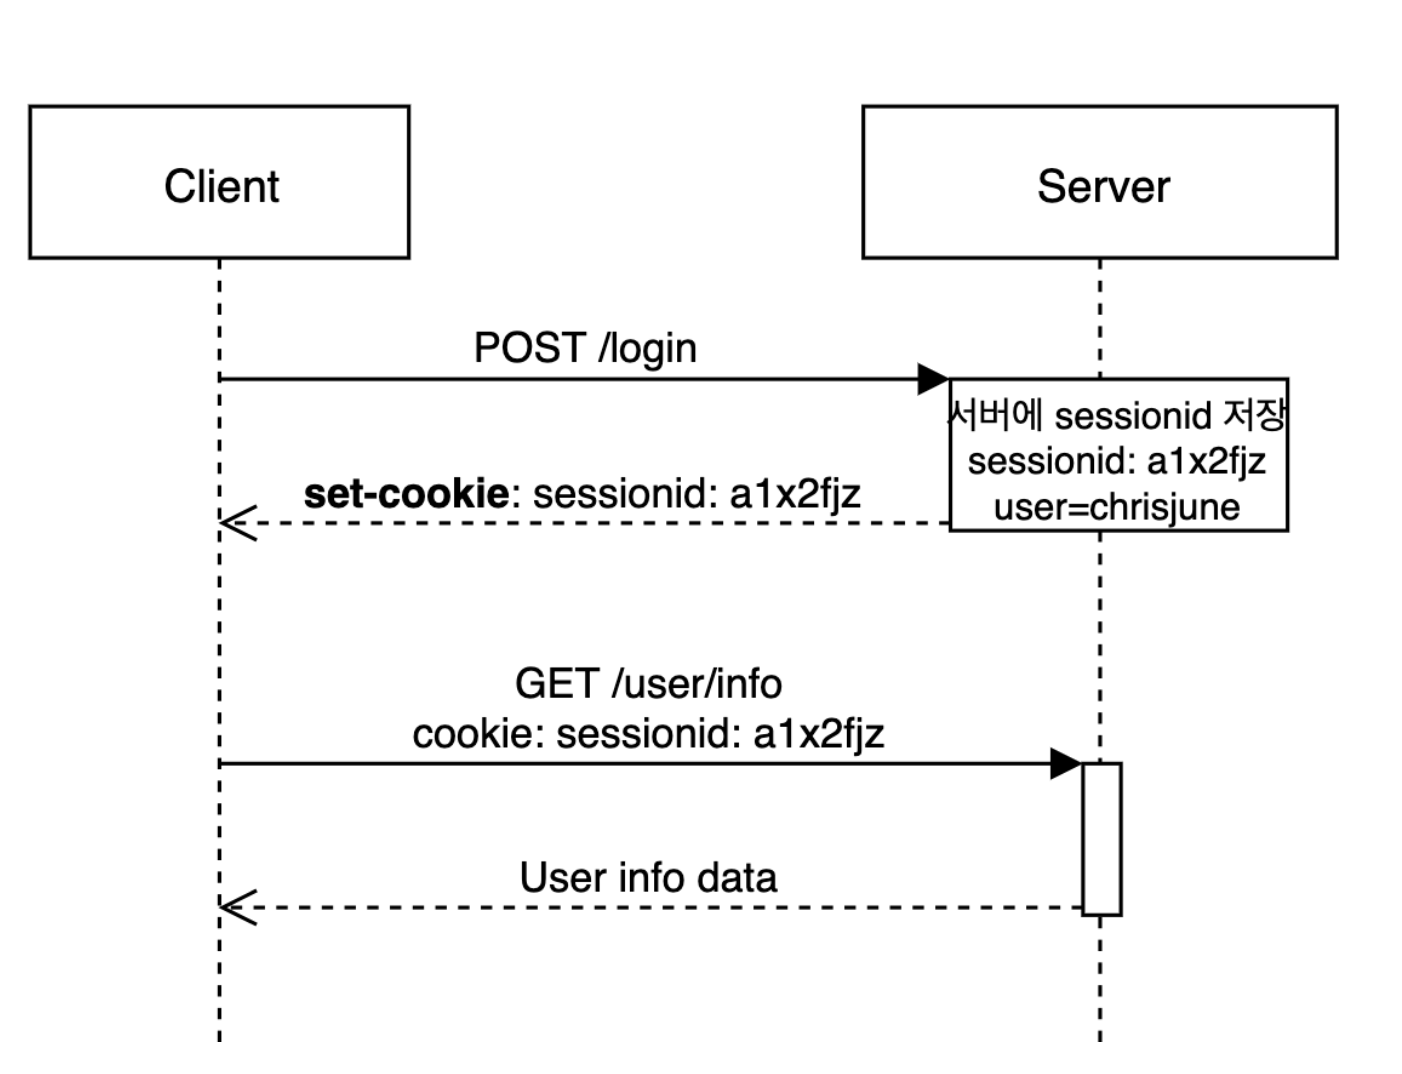 Client
Server
POST /login
서버에 sessionid 저장
sessionid: a1x2fjz
user=chrisjune
set-cookie: sessionid: a1x2fjz
GET /user/info
cookie: sessionid: a1x2fjz
User info data